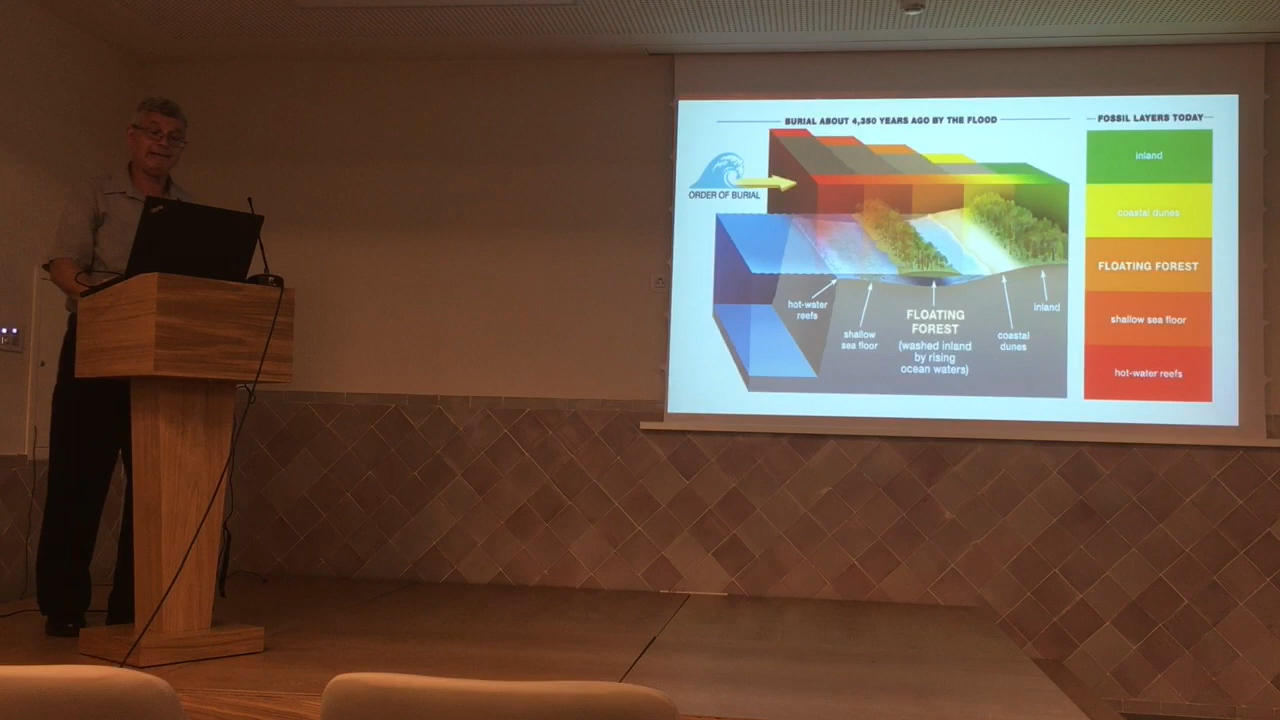 BURIAL ABOUT 4,350 YEARS AGO BY THE FLOOD
FOSSIL LAYERS TODAY
ORDER OF BURIAL
hot-water
reefs
shallow
sea floor
FLOATING
FOREST
(washed inland
by rising
ocean waters)
coastal
dunes
inland
inland
coastal dunes
FLOATING FOREST
shallow sea floor
hot-water reefs